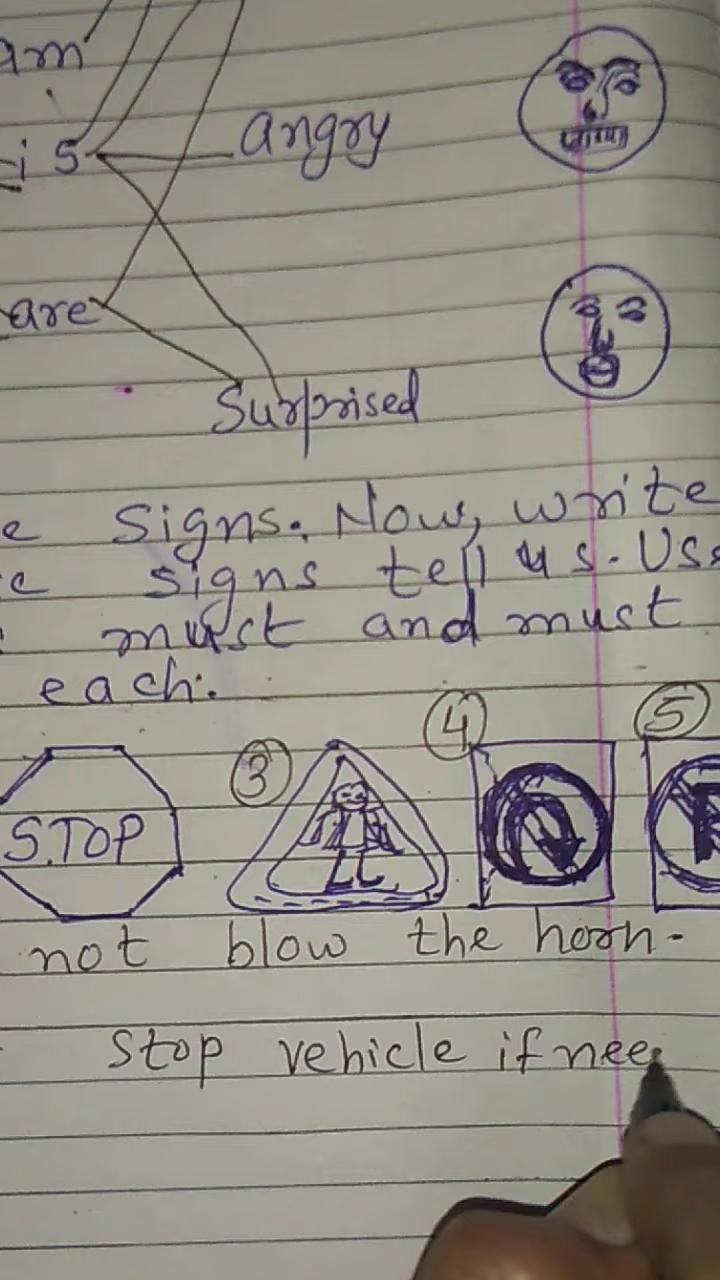 am
is angry
are
Surprised
e signs. Now, write
signs tell us. Use
must and must
each.
3 4 5
STOP
not blow the horn.
Stop vehicle if nee